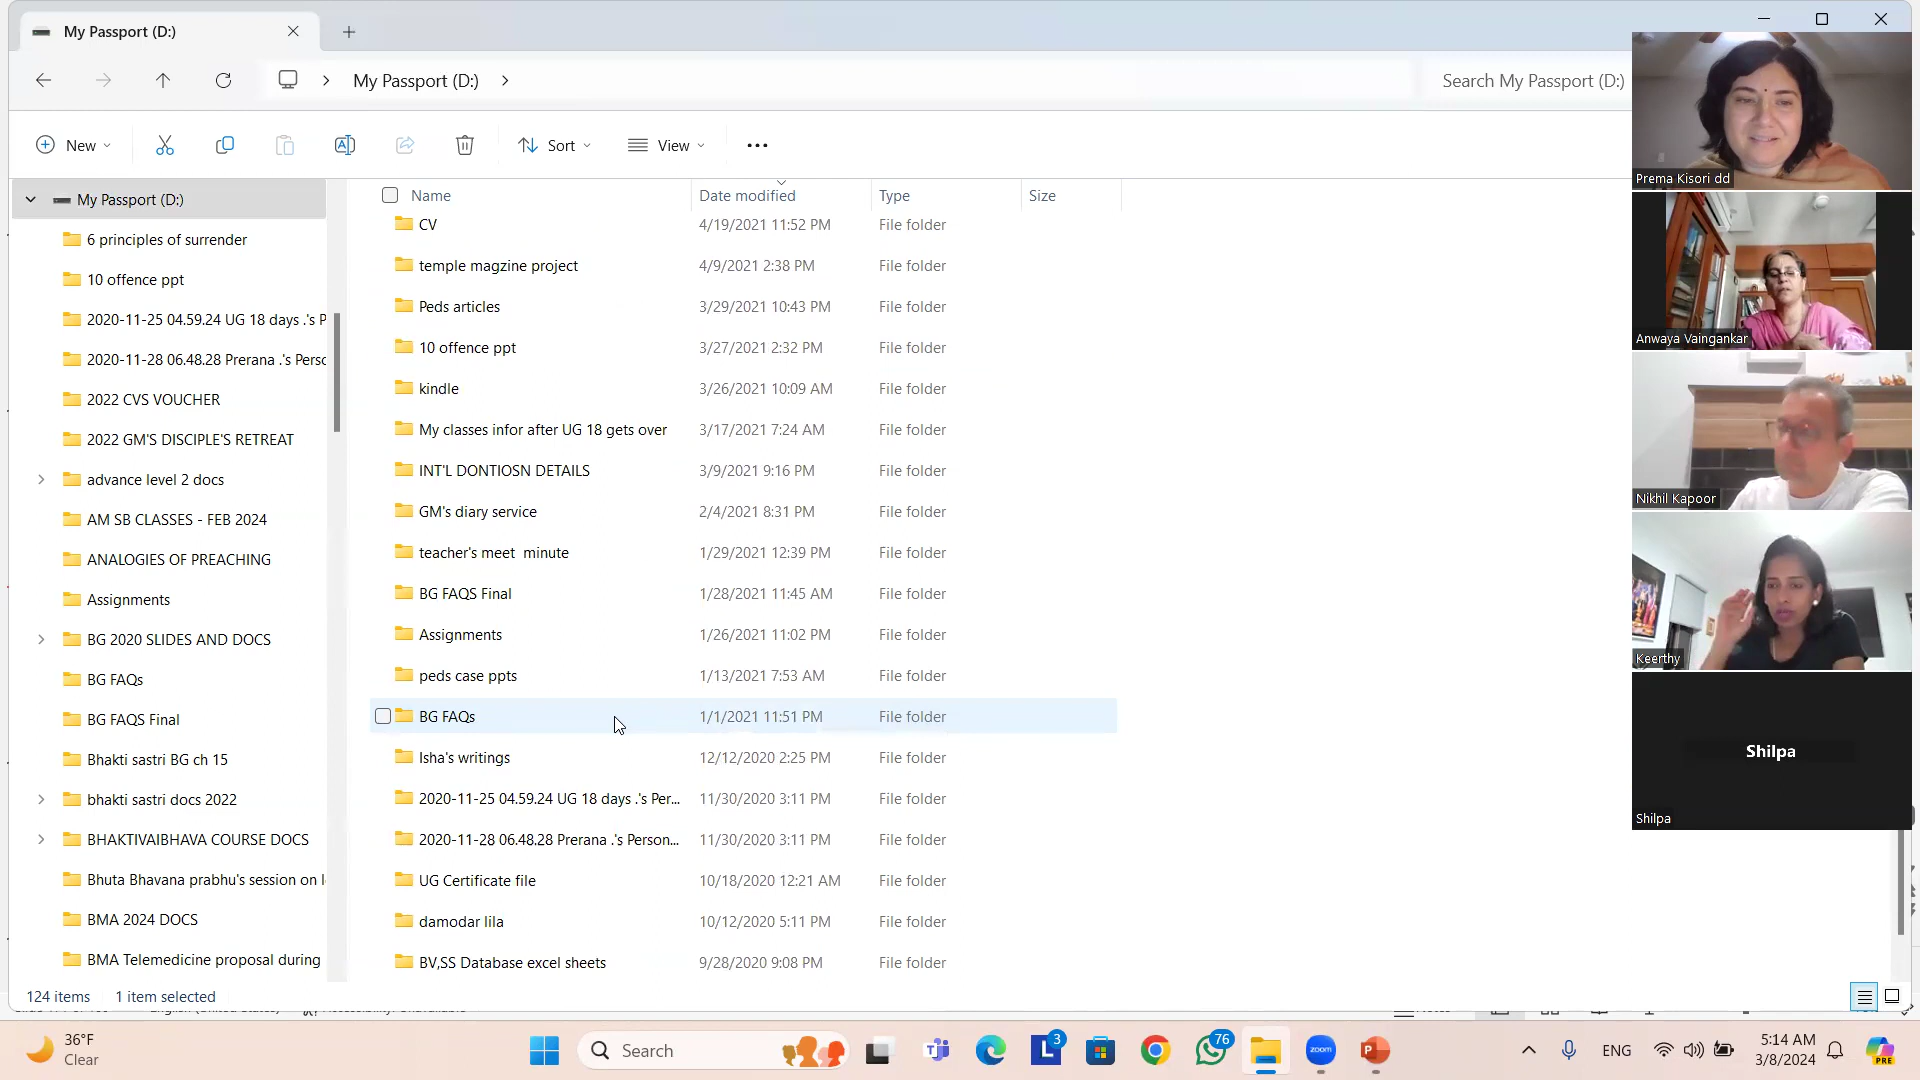 My Passport (D:)
My Passport (D:)
Search My Passport (D:)
New
Sort
View
My Passport (D:)
6 principles of surrender
10 offence ppt
2020-11-25 04.59.24 UG 18 days .'s P
2020-11-28 06.48.28 Prerana .'s Perso
2022 CVS VOUCHER
2022 GM'S DISCIPLE'S RETREAT
advance level 2 docs
AM SB CLASSES - FEB 2024
ANALOGIES OF PREACHING
Assignments
BG 2020 SLIDES AND DOCS
BG FAQs
BG FAQS Final
Bhakti sastri BG ch 15
bhakti sastri docs 2022
BHAKTIVAIBHAVA COURSE DOCS
Bhuta Bhavana prabhu's session on l
BMA 2024 DOCS
BMA Telemedicine proposal during
Name Date modified Type Size
CV 4/19/2021 11:52 PM File folder
temple magzine project 4/9/2021 2:38 PM File folder
Peds articles 3/29/2021 10:43 PM File folder
10 offence ppt 3/27/2021 2:32 PM File folder
kindle 3/26/2021 10:09 AM File folder
My classes infor after UG 18 gets over 3/17/2021 7:24 AM File folder
INT'L DONTIOSN DETAILS 3/9/2021 9:16 PM File folder
GM's diary service 2/4/2021 8:31 PM File folder
teacher's meet  minute 1/29/2021 12:39 PM File folder
BG FAQS Final 1/28/2021 11:45 AM File folder
Assignments 1/26/2021 11:02 PM File folder
peds case ppts 1/13/2021 7:53 AM File folder
BG FAQs 1/1/2021 11:51 PM File folder
Isha's writings 12/12/2020 2:25 PM File folder
2020-11-25 04.59.24 UG 18 days .'s Per... 11/30/2020 3:11 PM File folder
2020-11-28 06.48.28 Prerana .'s Person... 11/30/2020 3:11 PM File folder
UG Certificate file 10/18/2020 12:21 AM File folder
damodar lila 10/12/2020 5:11 PM File folder
BV,SS Database excel sheets 9/28/2020 9:08 PM File folder
Prema Kisori dd
Anwaya Vaingankar
Nikhil Kapoor
Keerthy
Shilpa
Shilpa
124 items 1 item selected
36°F
Clear
Search
3
76
zoom
ENG
5:14 AM
3/8/2024
PRE